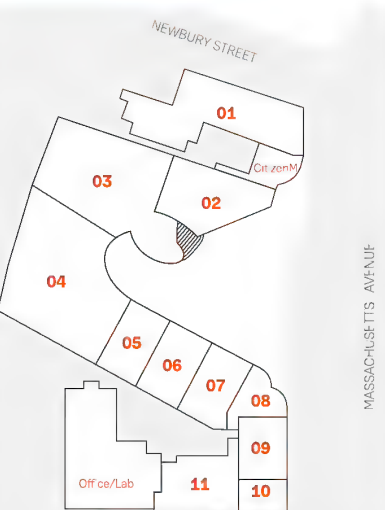 NEWBURY STREET
01
CitizenM
03
02
04
MASSACHUSETTS AVENUE
05
06
07
08
09
Office/Lab
11
10